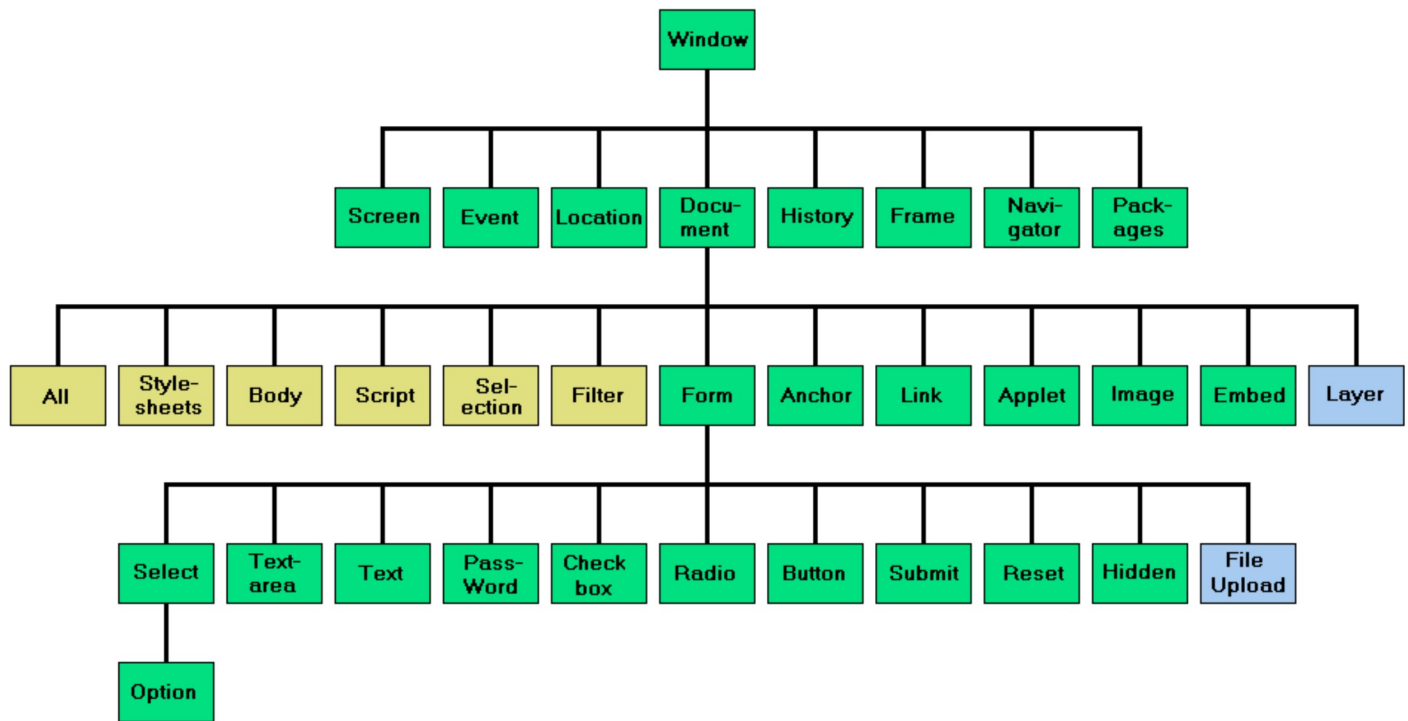 Window
Screen
Event
Location
Docu-
ment
History
Frame
Navi-
gator
Pack-
ages
All
Style-
sheets
Body
Script
Sel-
ection
Filter
Form
Anchor
Link
Applet
Image
Embed
Layer
Select
Text-
area
Text
Pass-
Word
Check
box
Radio
Button
Submit
Reset
Hidden
File
Upload
Option